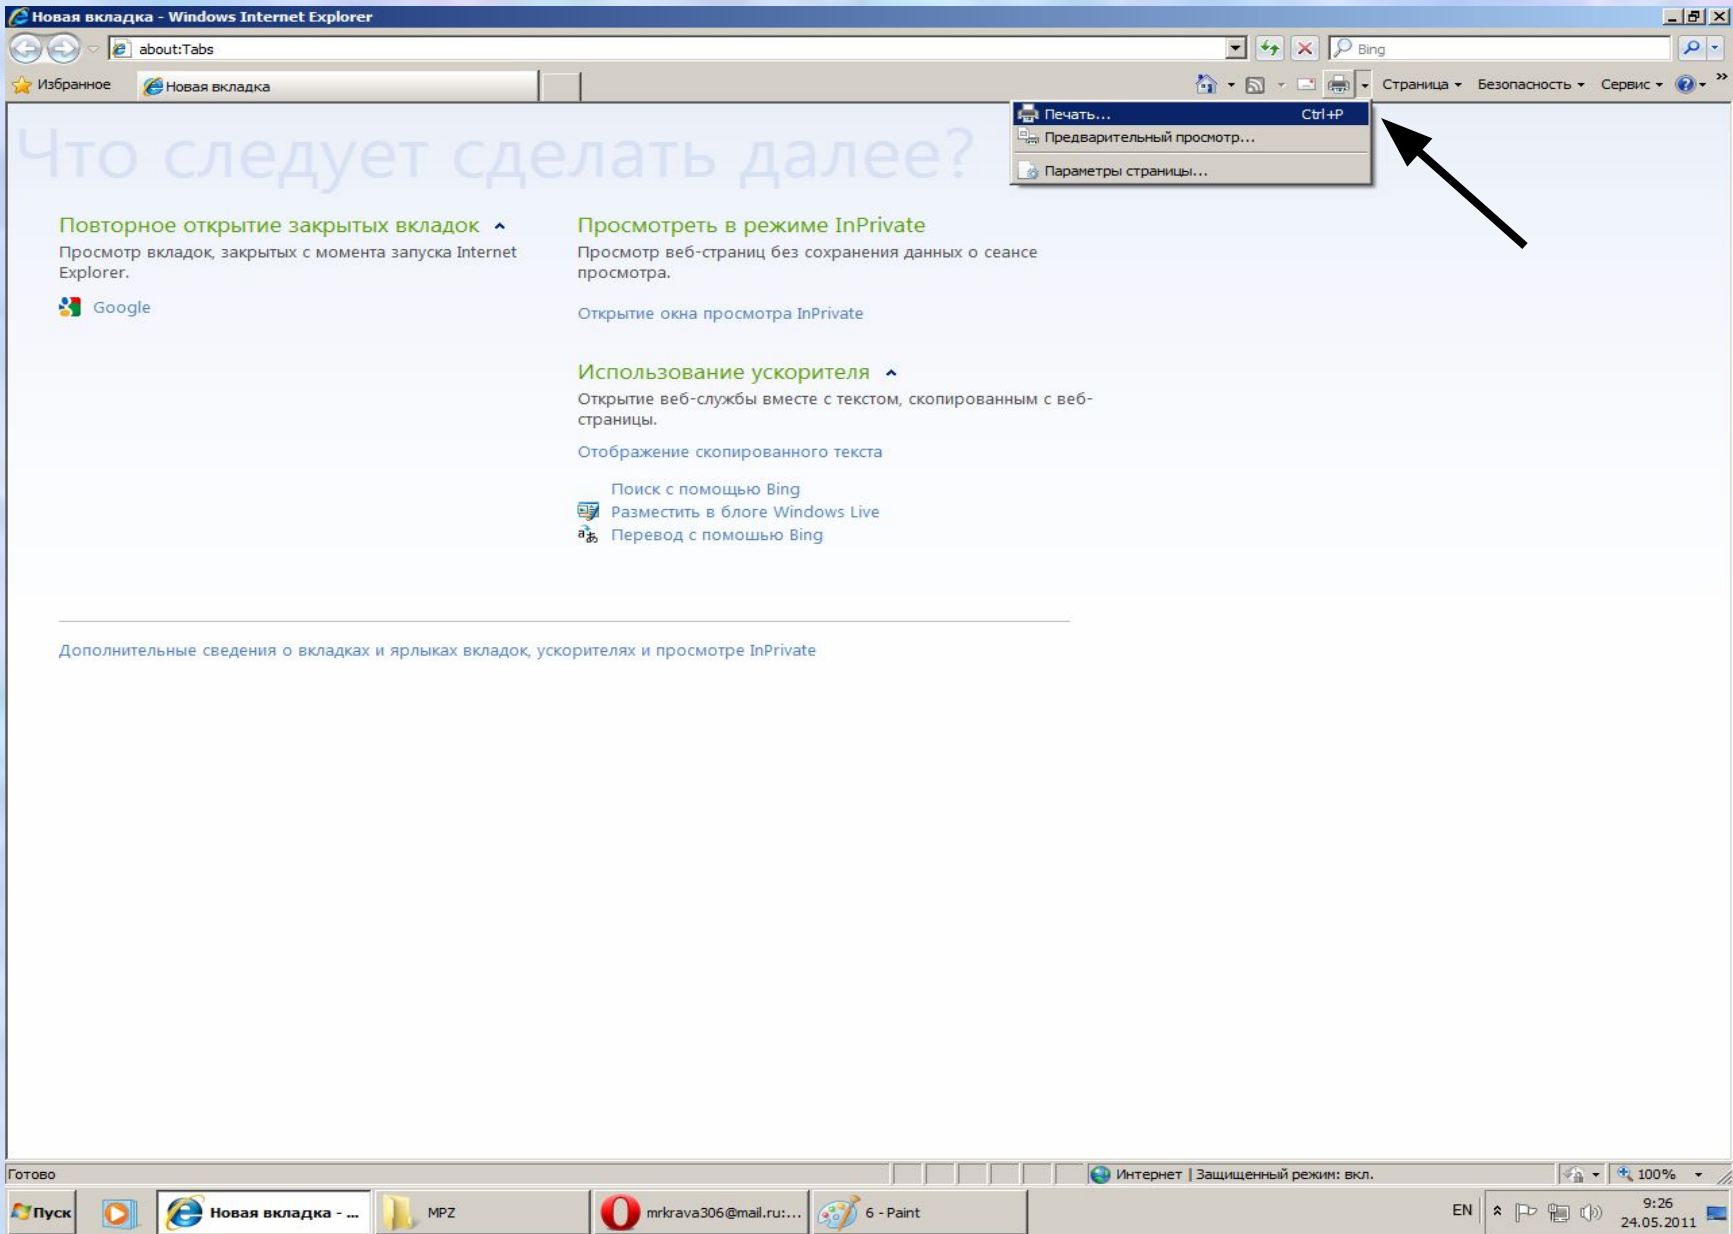 Новая вкладка - Windows Internet Explorer
about:Tabs
Bing
Избранное
Новая вкладка
Страница
Безопасность
Сервис
Печать... Ctrl+P
Предварительный просмотр...
Параметры страницы...
Что следует сделать далее?
Повторное открытие закрытых вкладок
Просмотр вкладок, закрытых с момента запуска Internet
Explorer.
Google
Просмотреть в режиме InPrivate
Просмотр веб-страниц без сохранения данных о сеансе
просмотра.
Открытие окна просмотра InPrivate
Использование ускорителя
Открытие веб-службы вместе с текстом, скопированным с веб-
страницы.
Отображение скопированного текста
Поиск с помощью Bing
Разместить в блоге Windows Live
Перевод с помошью Bing
Дополнительные сведения о вкладках и ярлыках вкладок, ускорителях и просмотре InPrivate
Готово
Интернет | Защищенный режим: вкл.
100%
Пуск
Новая вкладка - ...
MPZ
mrkrava306@mail.ru:...
6 - Paint
EN
9:26
24.05.2011